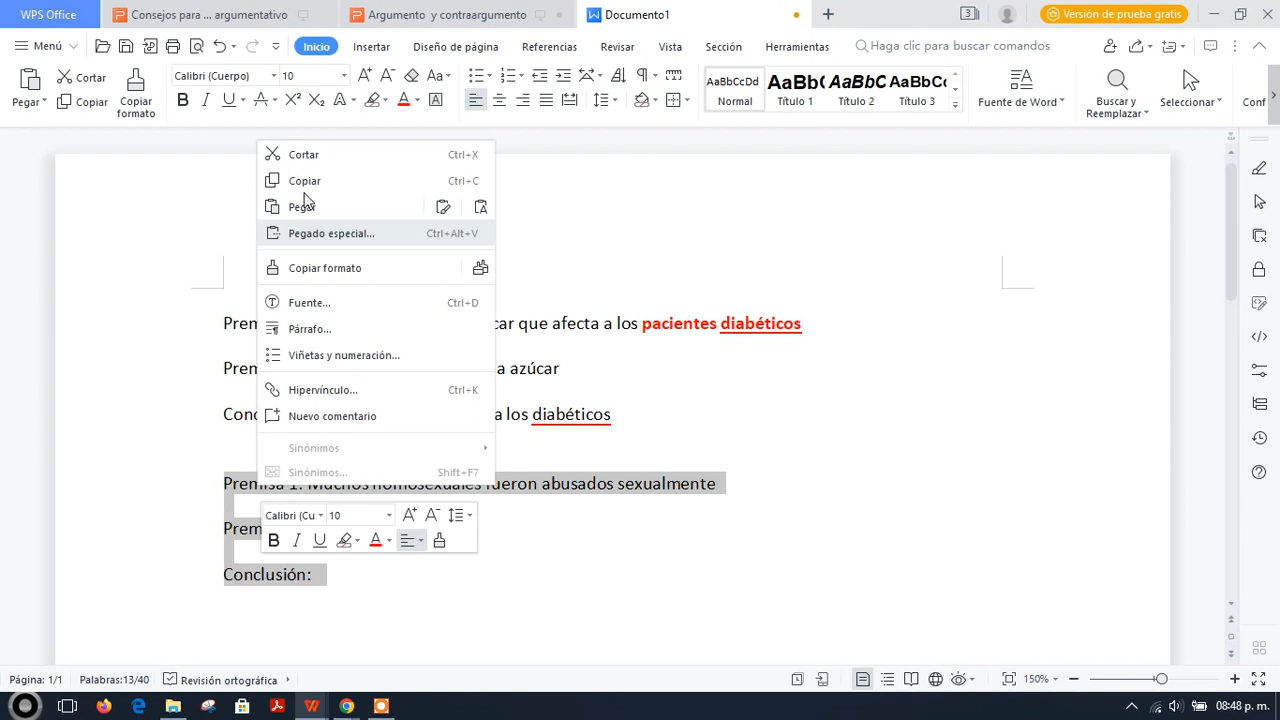 WPS Office
Consejos para ... argumentativo
Argumento y contraargumento
Documento1
Versión de prueba gratis
Menú
Inicio
Insertar
Diseño de página
Referencias
Revisar
Vista
Sección
Herramientas
Haga clic para buscar comandos
Pegar
Cortar
Copiar
Copiar formato
Calibri (Cuerpo)
10
AaBbCcDd
Normal
AaBb(
Título 1
AaBbC
Título 2
AaBbCc
Título 3
Fuente de Word
Buscar y Reemplazar
Seleccionar
Conf
Cortar Ctrl+X
Copiar Ctrl+C
Pegar
Pegado especial... Ctrl+Alt+V
Copiar formato
Fuente... Ctrl+D
Párrafo...
Viñetas y numeración...
Hipervínculo... Ctrl+K
Nuevo comentario
Sinónimos
Sinónimos... Shift+F7
Prem car que afecta a los pacientes diabéticos
Prem a azúcar
Conc a los diabéticos
Premisa 1: Muchos homosexuales fueron abusados sexualmente
Prem
Calibri (Cu 10
Conclusión:
Página: 1/1
Palabras:13/40
Revisión ortográfica
150%
08:48 p. m.